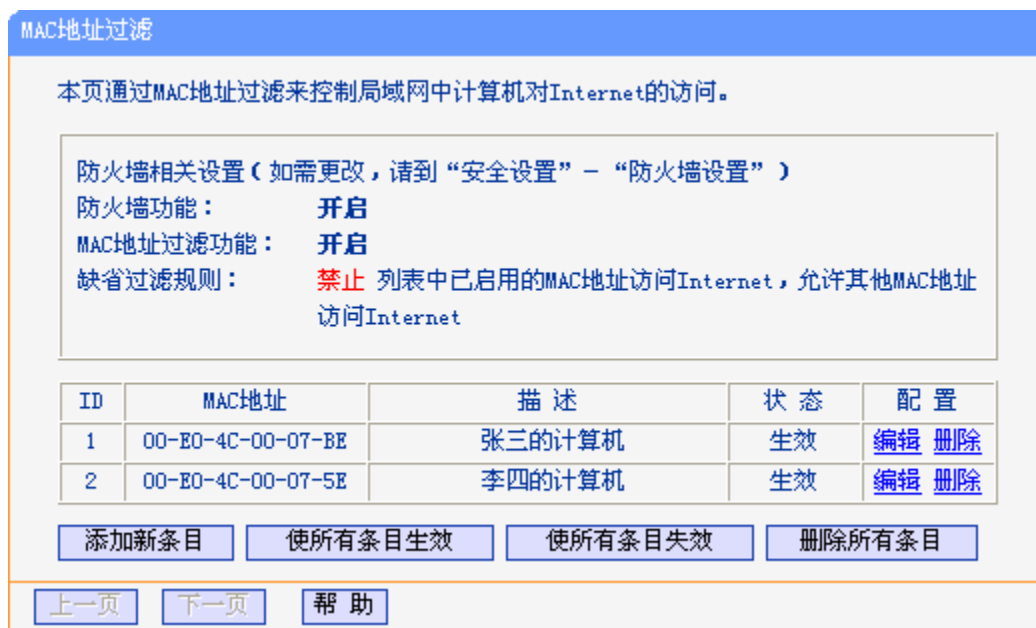 MAC地址过滤
本页通过MAC地址过滤来控制局域网中计算机对Internet的访问。
防火墙相关设置(如需更改,请到“安全设置”-“防火墙设置”)
防火墙功能: 开启
MAC地址过滤功能: 开启
缺省过滤规则: 禁止 列表中已启用的MAC地址访问Internet,允许其他MAC地址
访问Internet
ID MAC地址 描 述 状 态 配 置
1 00-E0-4C-00-07-BE 张三的计算机 生效 编辑 删除
2 00-E0-4C-00-07-5E 李四的计算机 生效 编辑 删除
添加新条目 使所有条目生效 使所有条目失效 删除所有条目
上一页 下一页 帮 助